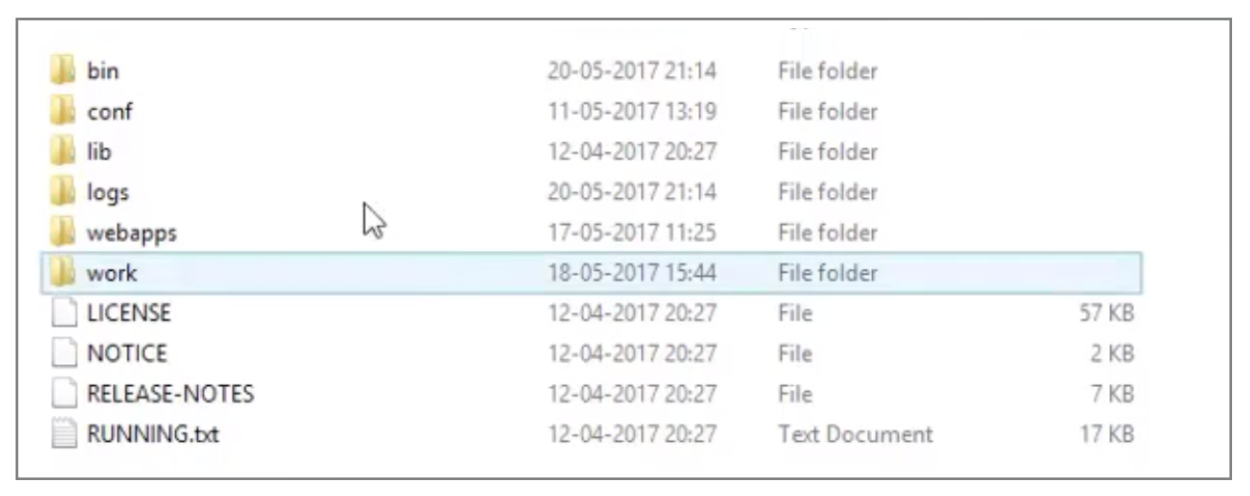 bin 20-05-2017 21:14 File folder
conf 11-05-2017 13:19 File folder
lib 12-04-2017 20:27 File folder
logs 20-05-2017 21:14 File folder
webapps 17-05-2017 11:25 File folder
work 18-05-2017 15:44 File folder
LICENSE 12-04-2017 20:27 File 57 KB
NOTICE 12-04-2017 20:27 File 2 KB
RELEASE-NOTES 12-04-2017 20:27 File 7 KB
RUNNING.txt 12-04-2017 20:27 Text Document 17 KB